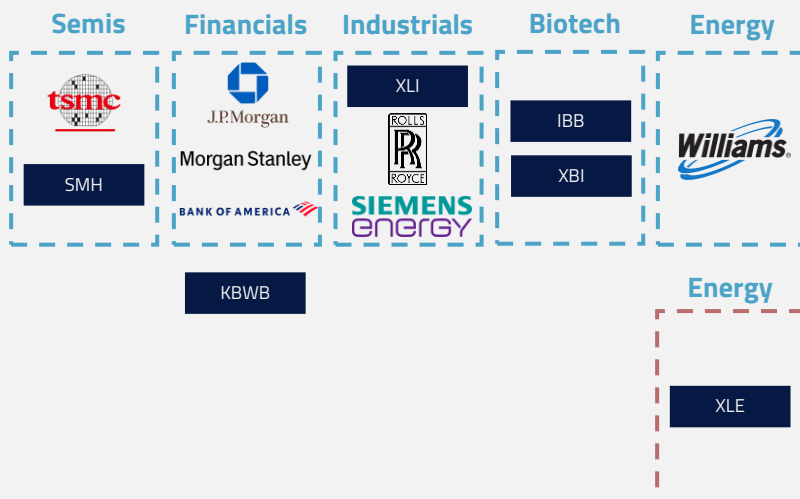 Semis
Financials
Industrials
Biotech
Energy
tsmc
SMH
J.P.Morgan
Morgan Stanley
BANK OF AMERICA
KBWB
XLI
ROLLS
RR
ROYCE
SIEMENS
energy
IBB
XBI
Williams®
Energy
XLE